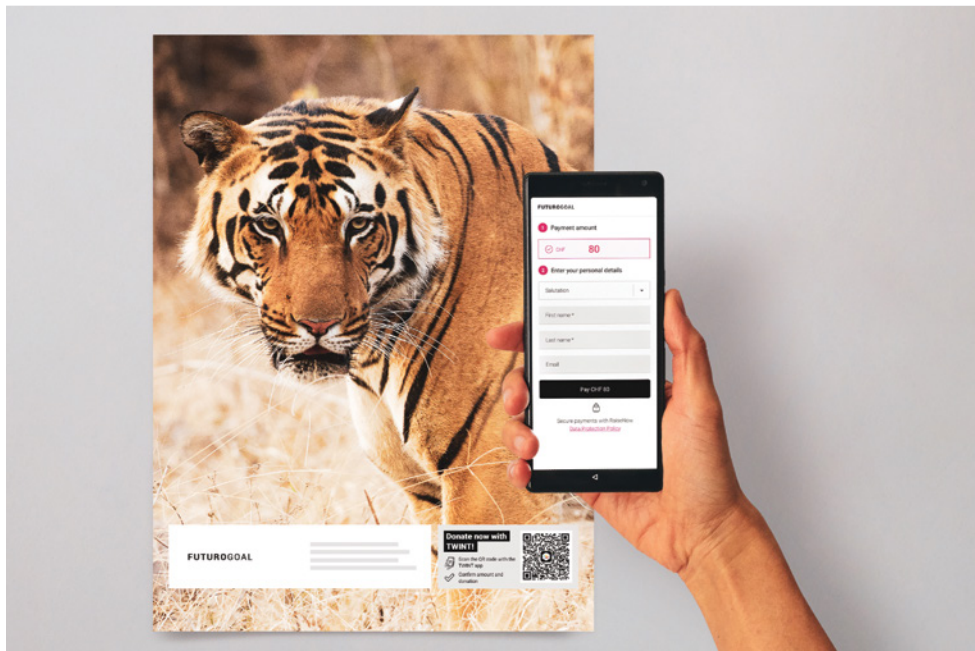 FUTUROGOAL
1 Payment amount
CHF 80
2 Enter your personal details
Salutation
First name *
Last name *
Email
Pay CHF 80
Secure payments with RaiseNow
Data Protection Policy
FUTUROGOAL
Donate now with
TWINT!
Scan the QR code with the
TWINT app
Confirm amount and
donation